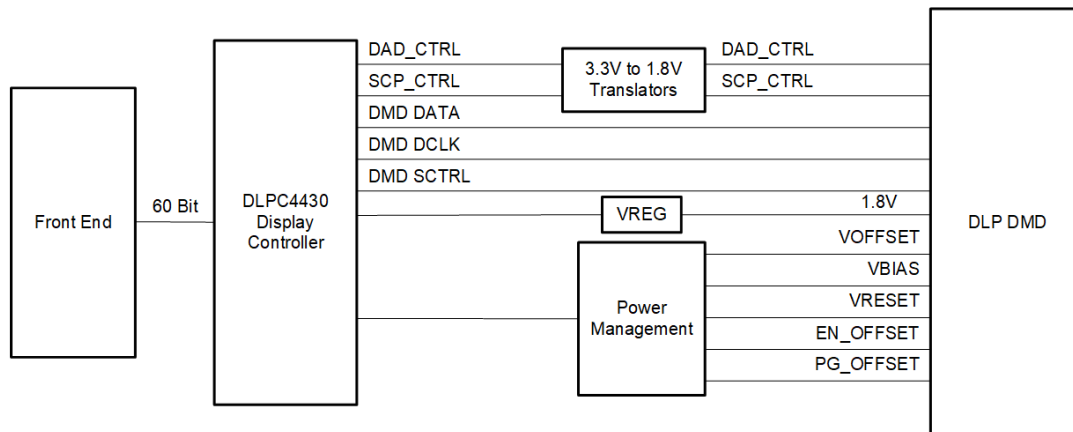 DAD_CTRL
SCP_CTRL
DMD DATA
DMD DCLK
DMD SCTRL
3.3V to 1.8V
Translators
DAD_CTRL
SCP_CTRL
Front End
60 Bit
DLPC4430
Display
Controller
VREG
1.8V
DLP DMD
Power
Management
VOFFSET
VBIAS
VRESET
EN_OFFSET
PG_OFFSET